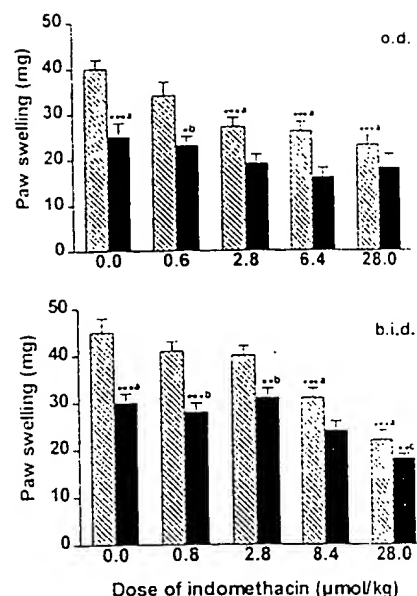 o.d.
Paw swelling (mg)
50
40
30
20
10
0
***a
*b
***a
***a
***a
0.0 0.6 2.8 6.4 28.0
b.i.d.
Paw swelling (mg)
50
40
30
20
10
0
***a
***b
**b
***a
***a
0.0 0.8 2.8 8.4 28.0
Dose of indomethacin (µmol/kg)